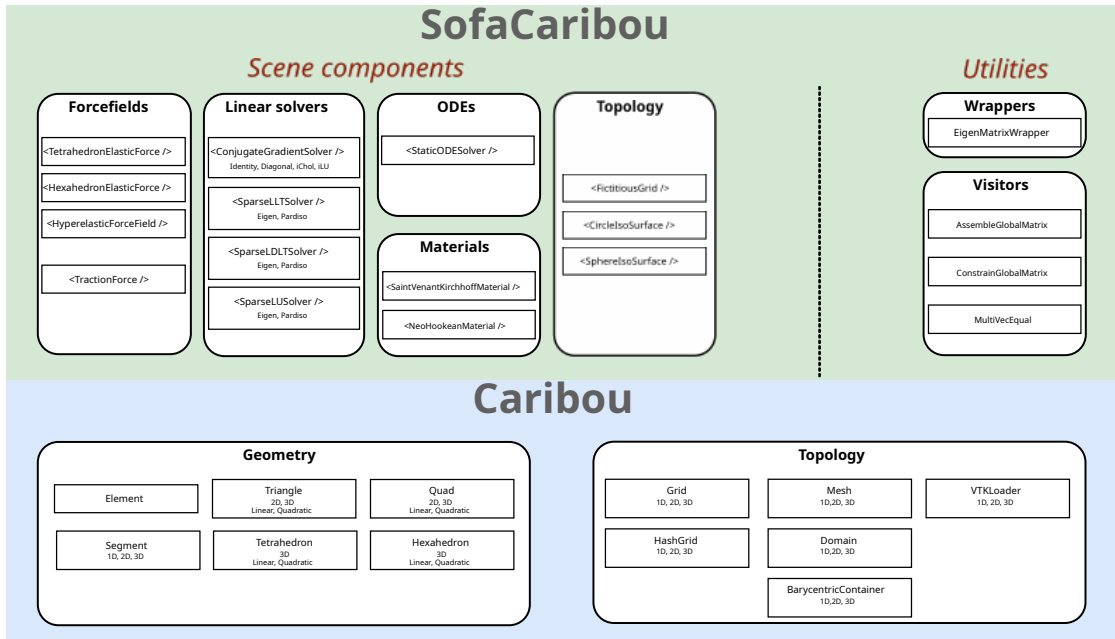 SofaCaribou
Scene components
Utilities
Forcefields
<TetrahedronElasticForce />
<HexahedronElasticForce />
<HyperelasticForceField />
<TractionForce />
Linear solvers
<ConjugateGradientSolver />
Identity, Diagonal, iChol, iLU
<SparseLLTSolver />
Eigen, Pardiso
<SparseLDLTSolver />
Eigen, Pardiso
<SparseLUSolver />
Eigen, Pardiso
ODEs
<StaticODESolver />
Materials
<SaintVenantKirchhoffMaterial />
<NeoHookeanMaterial />
Topology
<FictitiousGrid />
<CircleIsoSurface />
<SphereIsoSurface />
Wrappers
EigenMatrixWrapper
Visitors
AssembleGlobalMatrix
ConstrainGlobalMatrix
MultiVecEqual
Caribou
Geometry
Element
Triangle
2D, 3D
Linear, Quadratic
Quad
2D, 3D
Linear, Quadratic
Segment
1D, 2D, 3D
Tetrahedron
3D
Linear, Quadratic
Hexahedron
3D
Linear, Quadratic
Topology
Grid
1D, 2D, 3D
Mesh
1D,2D, 3D
VTKLoader
1D, 2D, 3D
HashGrid
1D, 2D, 3D
Domain
1D,2D, 3D
BarycentricContainer
1D,2D, 3D